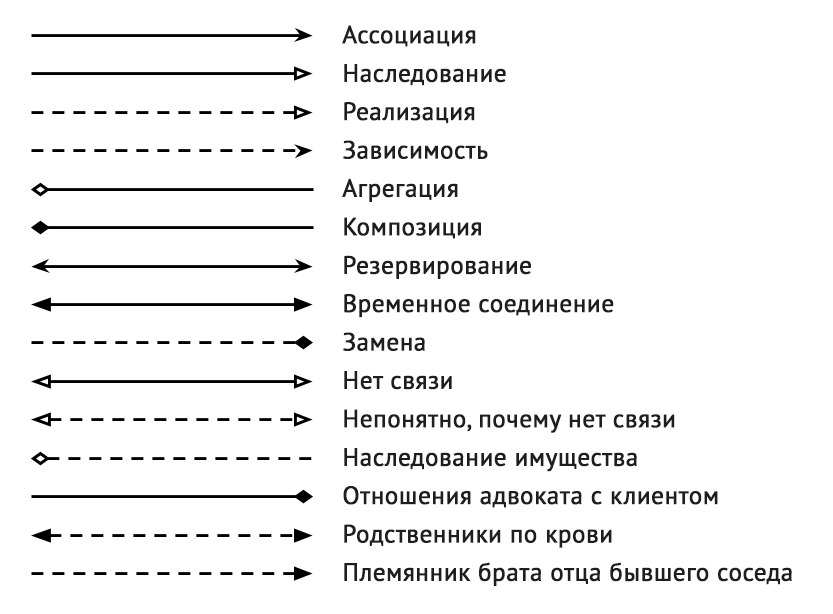 Ассоциация
Наследование
Реализация
Зависимость
Агрегация
Композиция
Резервирование
Временное соединение
Замена
Нет связи
Непонятно, почему нет связи
Наследование имущества
Отношения адвоката с клиентом
Родственники по крови
Племянник брата отца бывшего соседа